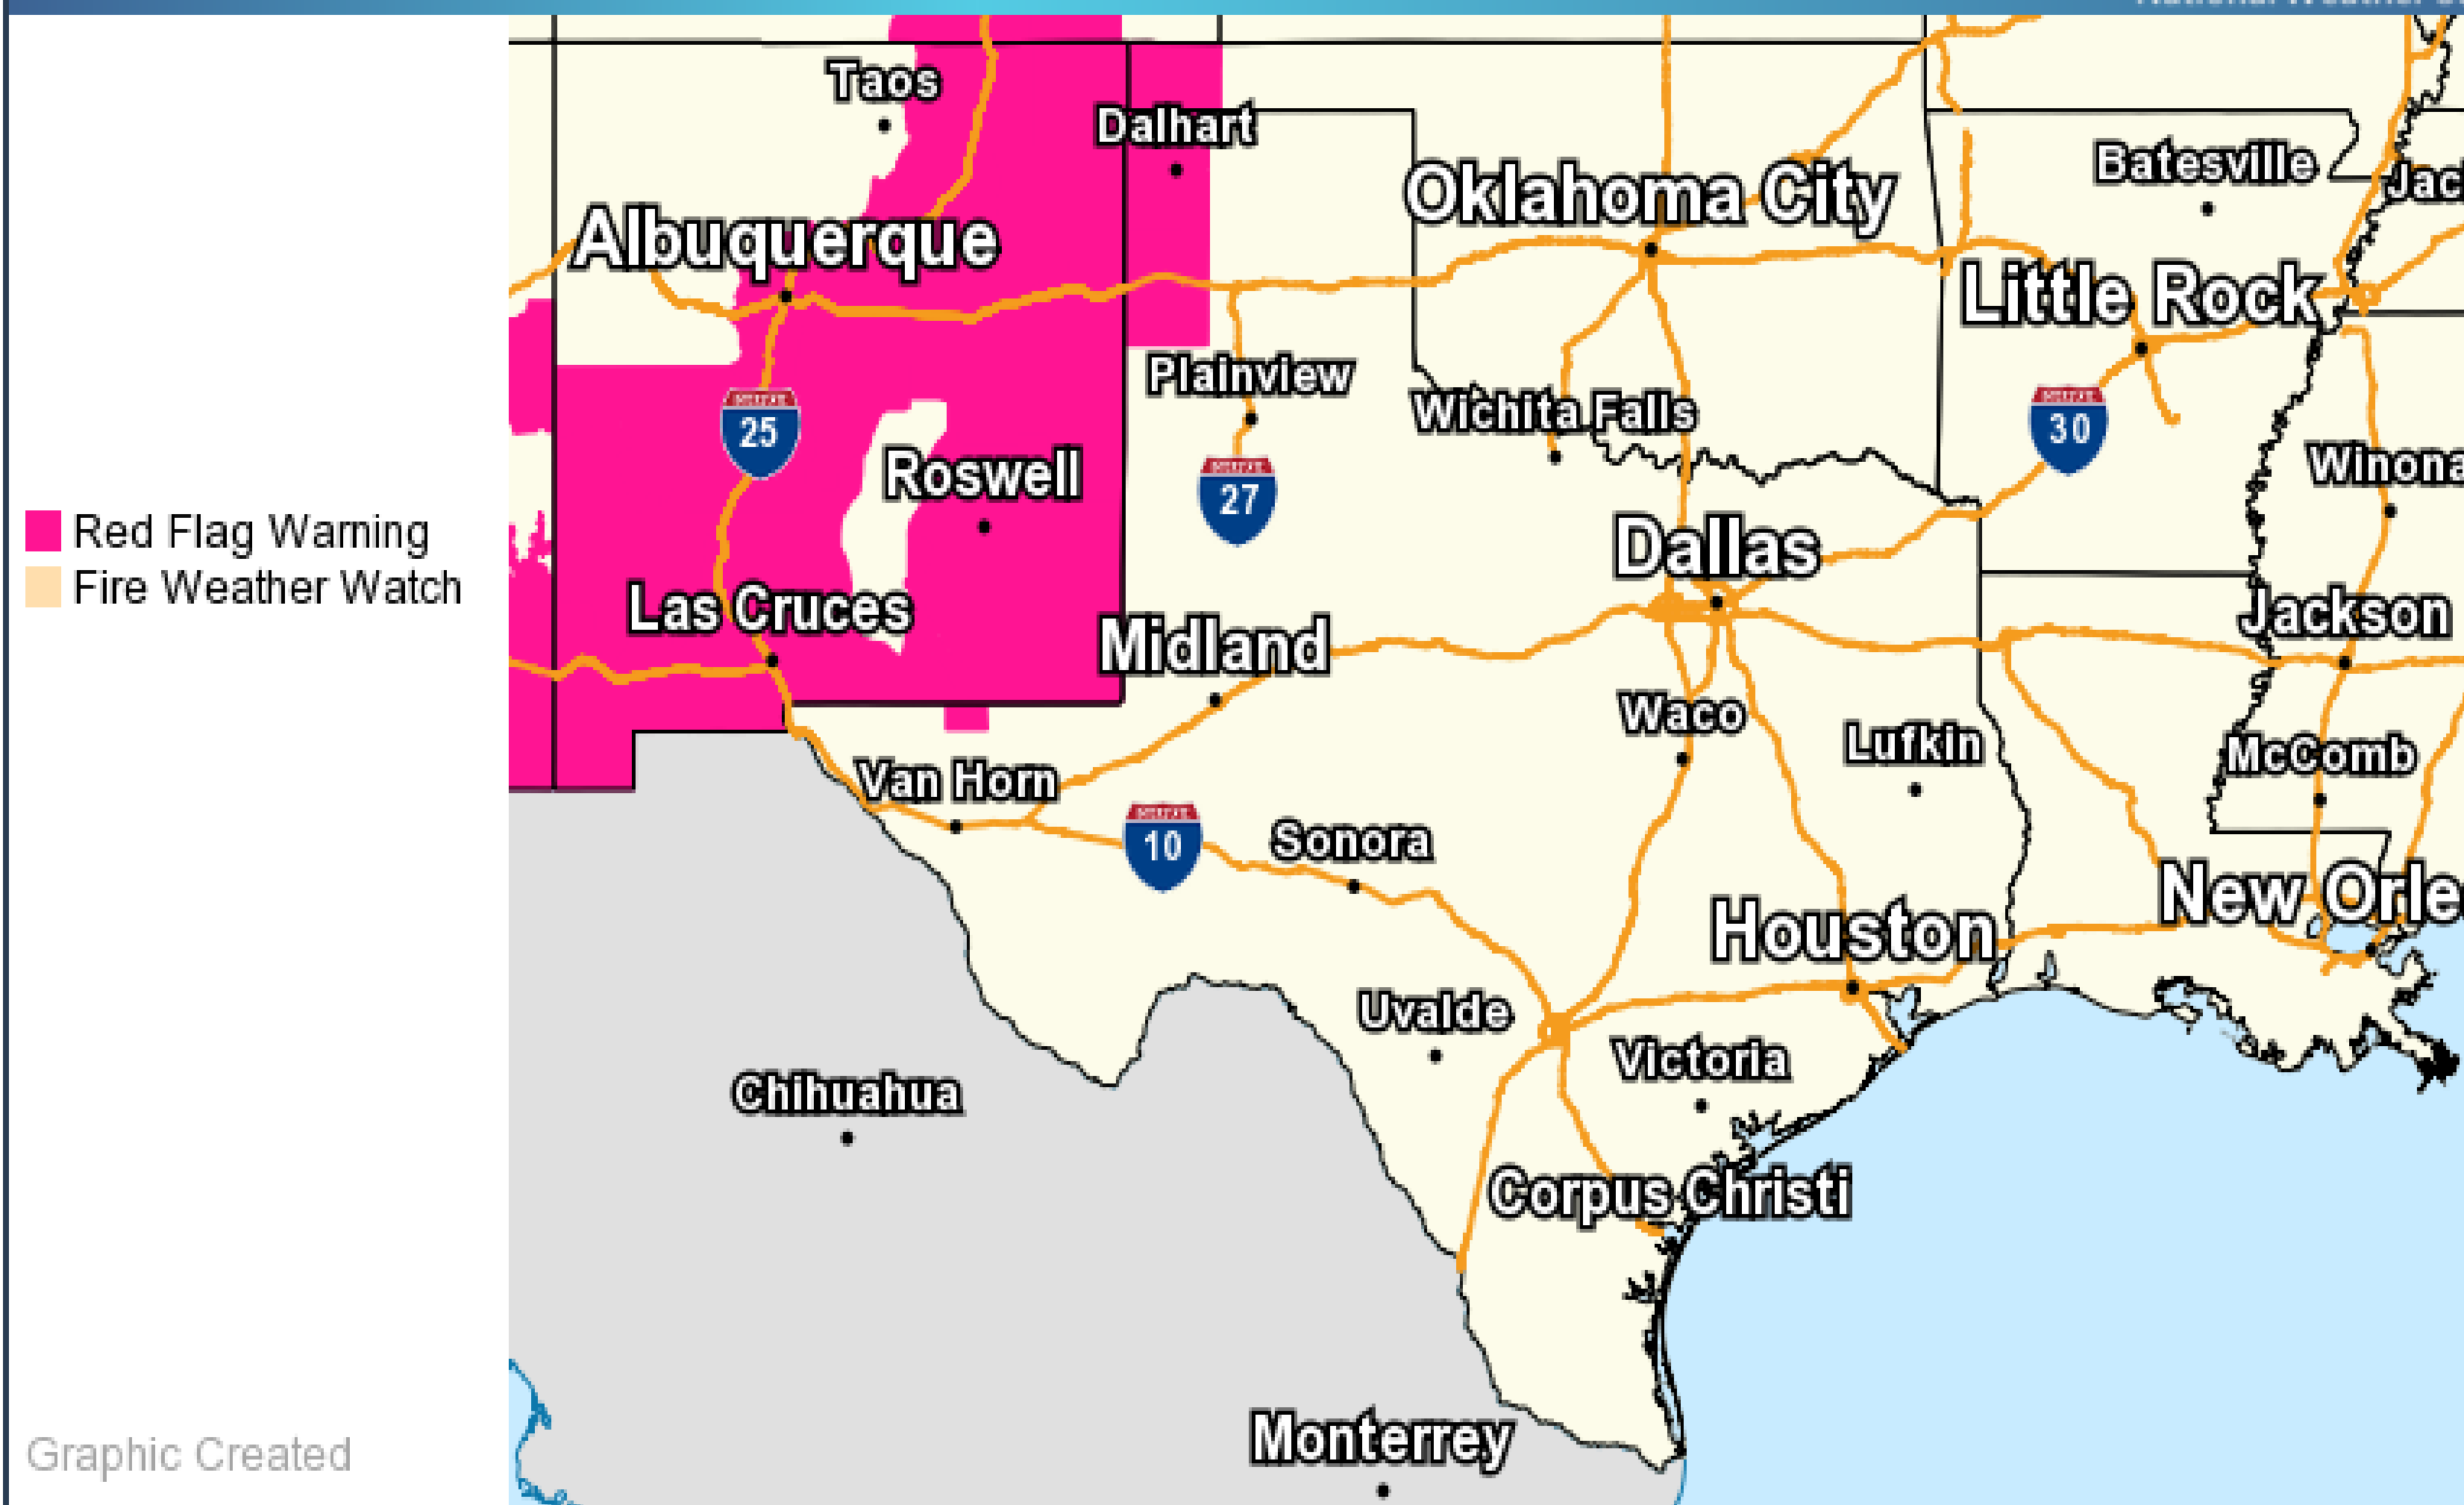 Taos
Dalhart
Batesville
Oklahoma City
Albuquerque
Little Rock
Plainview
Wichita Falls
25
30
Roswell
Winona
27
Red Flag Warning
Dallas
Fire Weather Watch
Las Cruces
Jackson
Midland
Waco
Lufkin
McComb
Van Horn
10
Sonora
New Orle
Houston
Uvalde
Victoria
Chihuahua
Corpus Christi
Monterrey
Graphic Created